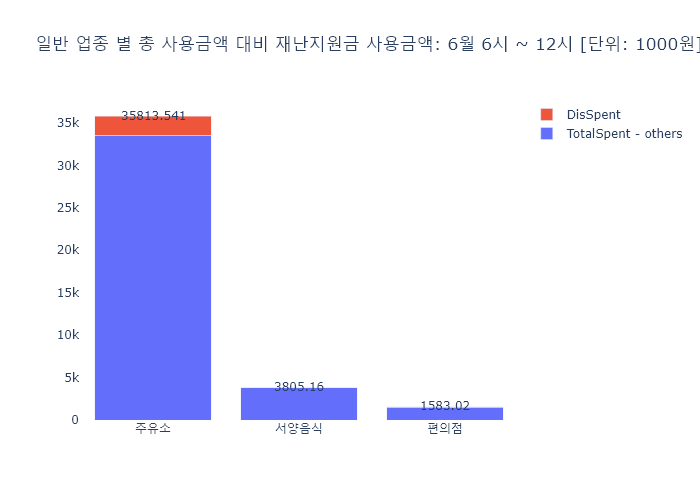 일반 업종 별 총 사용금액 대비 재난지원금 사용금액: 6월 6시 ~ 12시 [단위: 1000원]
DisSpent
TotalSpent - others
35k
30k
25k
20k
15k
10k
5k
0
35813.541
3805.16
1583.02
주유소
서양음식
편의점